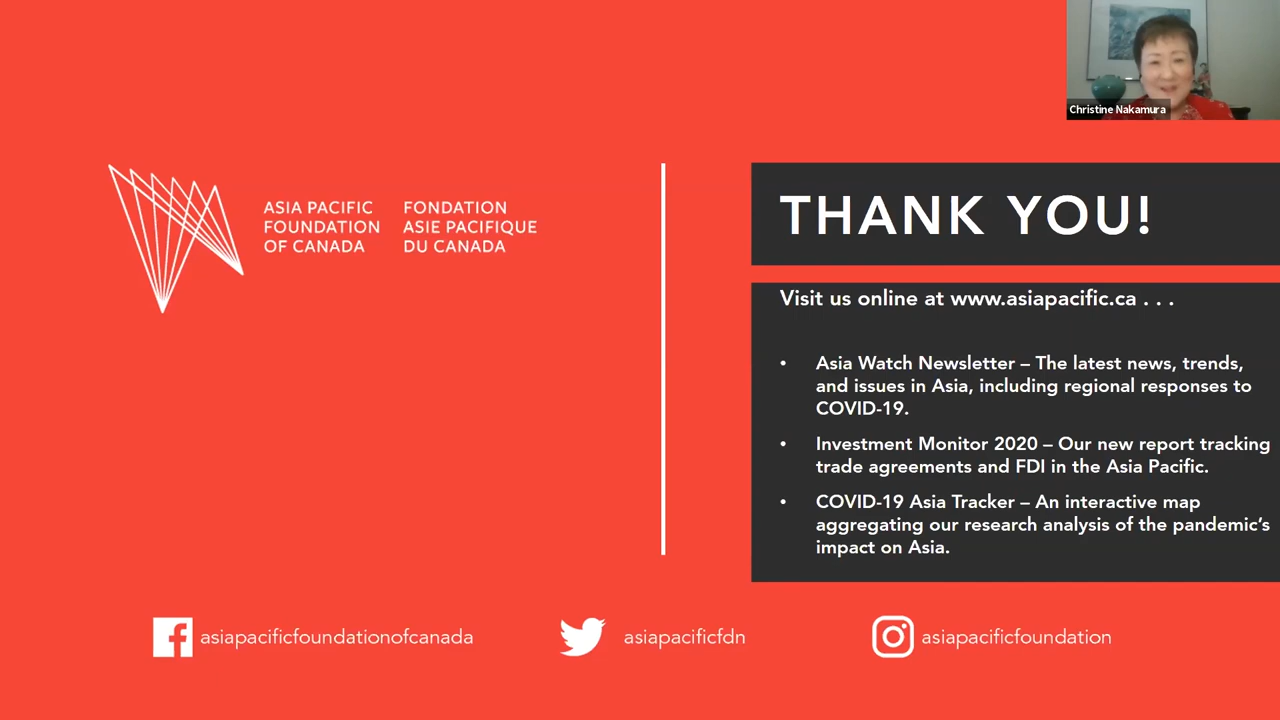 Christine Nakamura
ASIA PACIFIC
FOUNDATION
OF CANADA
FONDATION
ASIE PACIFIQUE
DU CANADA
THANK YOU!
Visit us online at www.asiapacific.ca . . .
• Asia Watch Newsletter – The latest news, trends,
and issues in Asia, including regional responses to
COVID-19.
• Investment Monitor 2020 – Our new report tracking
trade agreements and FDI in the Asia Pacific.
• COVID-19 Asia Tracker – An interactive map
aggregating our research analysis of the pandemic’s
impact on Asia.
asiapacificfoundationofcanada
asiapacificfdn
asiapacificfoundation